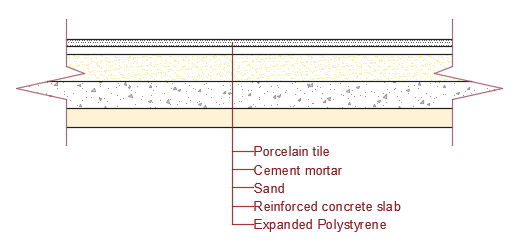 Porcelain tile
Cement mortar
Sand
Reinforced concrete slab
Expanded Polystyrene